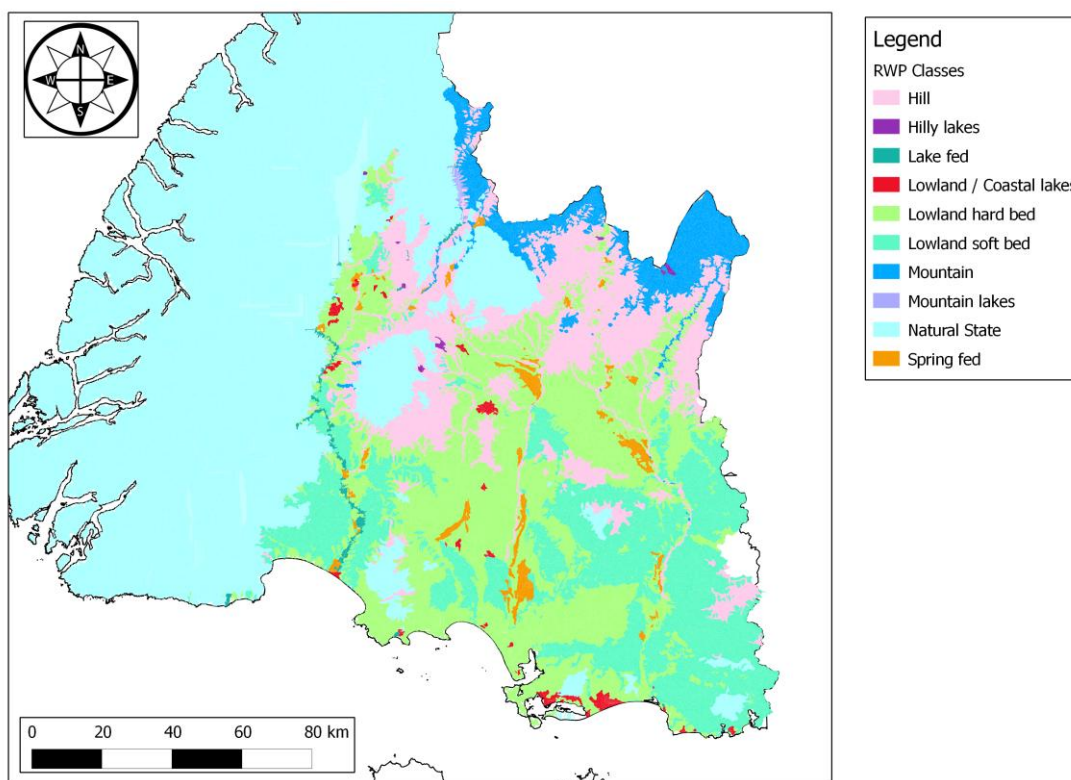 N
W E
S
Legend
RWP Classes
Hill
Hilly lakes
Lake fed
Lowland / Coastal lakes
Lowland hard bed
Lowland soft bed
Mountain
Mountain lakes
Natural State
Spring fed
0 20 40 60 80 km